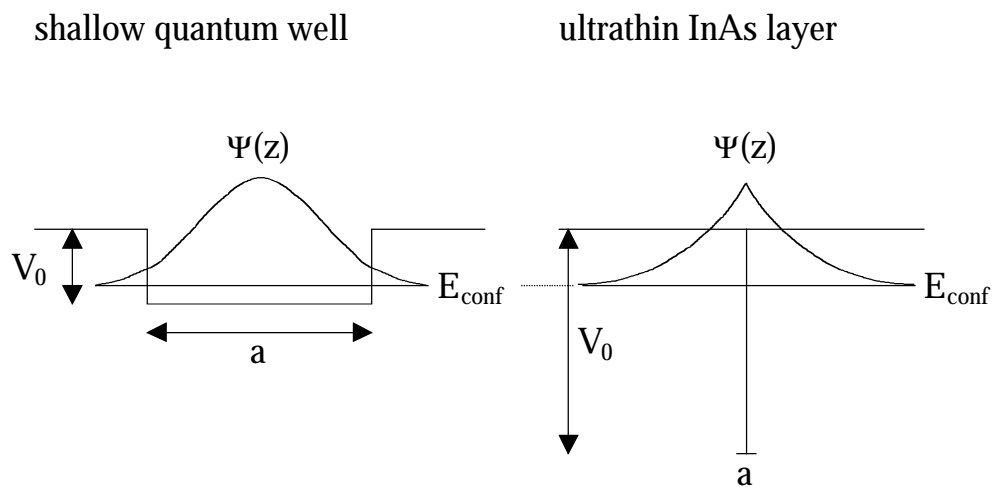 shallow quantum well
ultrathin InAs layer
Ψ(z)
Ψ(z)
V₀
E_conf
E_conf
a
V₀
a